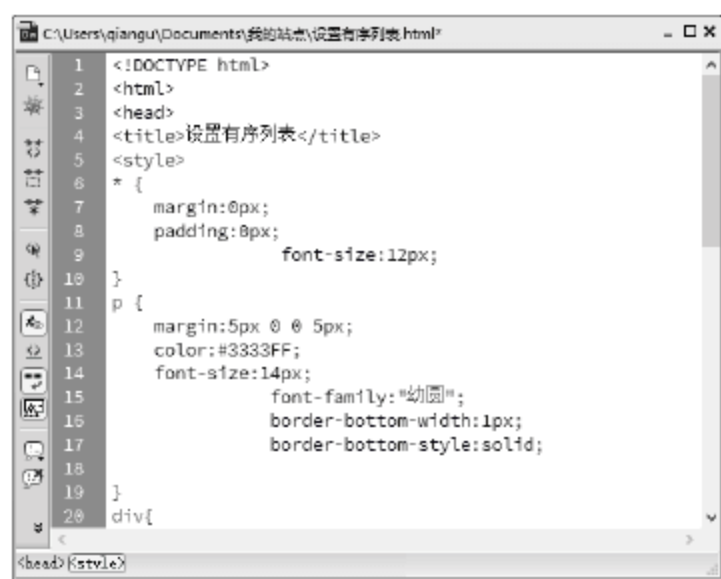 C:\Users\qiangu\Documents\我的站点\设置有序列表.html*
1 <!DOCTYPE html>
2 <html>
3 <head>
4 <title>设置有序列表</title>
5 <style>
6 * {
7 margin:0px;
8 padding:0px;
9 font-size:12px;
10 }
11 p {
12 margin:5px 0 0 5px;
13 color:#3333FF;
14 font-size:14px;
15 font-family:"幼圆";
16 border-bottom-width:1px;
17 border-bottom-style:solid;
18
19 }
20 div{
<head> <style>